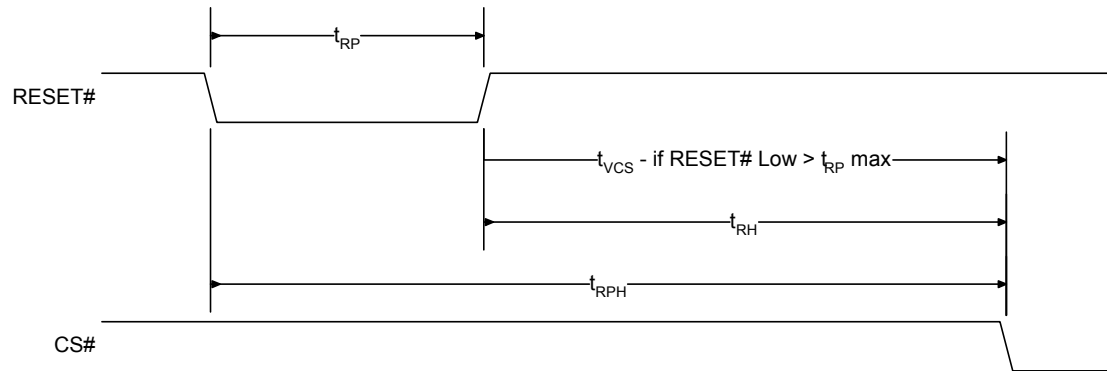 tRP
RESET#
tVCS - if RESET# Low > tRP max
tRH
tRPH
CS#